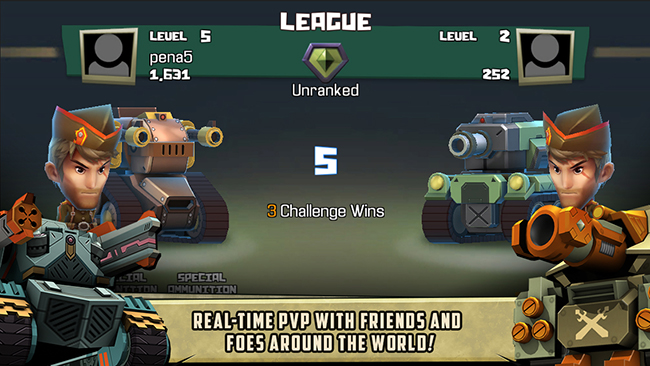 LEAGUE
LEVEL 5
pena5
1,631
LEVEL 2
252
Unranked
5
3 Challenge Wins
SPECIAL
AMMUNITION
REAL-TIME PVP WITH FRIENDS AND
FOES AROUND THE WORLD!